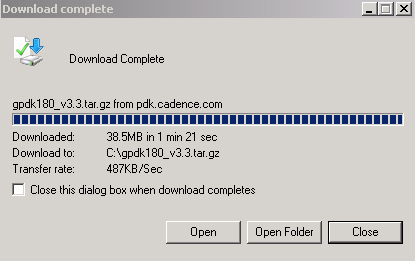 Download complete
Download Complete
gpdk180_v3.3.tar.gz from pdk.cadence.com
Downloaded: 38.5MB in 1 min 21 sec
Download to: C:\gpdk180_v3.3.tar.gz
Transfer rate: 487KB/Sec
Close this dialog box when download completes
Open Open Folder Close